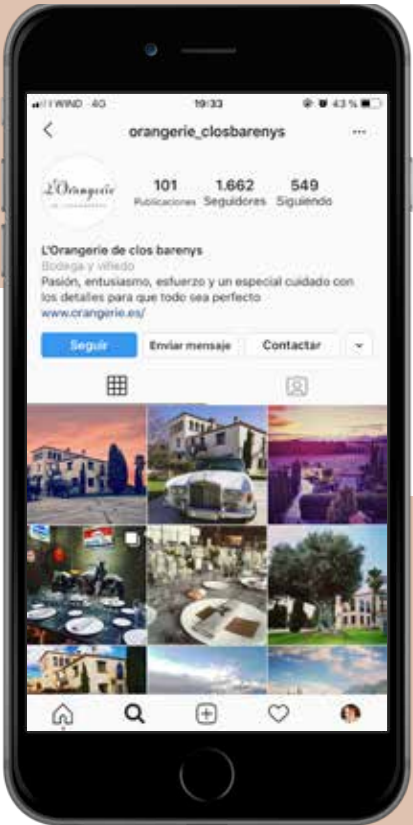 WIND 4G 19:33 43 %
orangerie_closbarenys
L'Orangerie
101 1.662 549
Publicaciones Seguidores Siguiendo
L'Orangerie de clos barenys
Bodega y viñedo
Pasión, entusiasmo, esfuerzo y un especial cuidado con
los detalles para que todo sea perfecto
www.orangerie.es/
Seguir Enviar mensaje Contactar